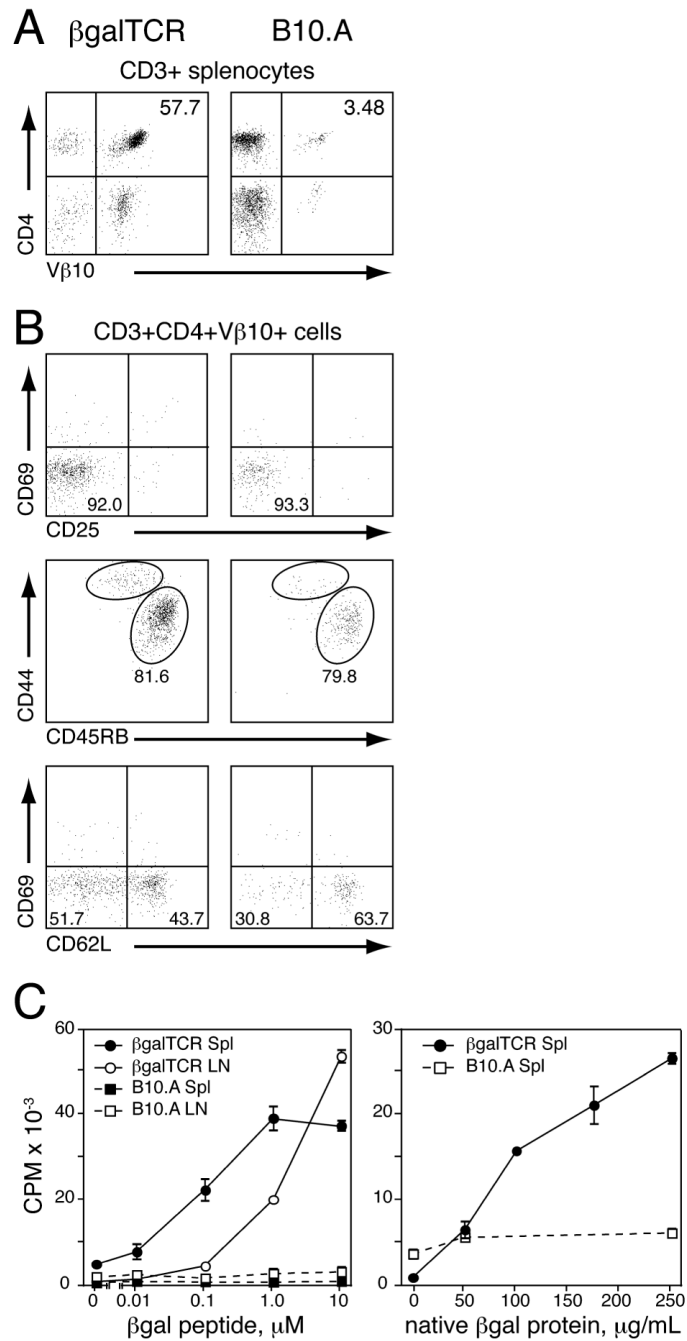 A
βgalTCR B10.A
CD3+ splenocytes
57.7 3.48
CD4
Vβ10
B
CD3+CD4+Vβ10+ cells
CD69
92.0 93.3
CD25
CD44
81.6 79.8
CD45RB
CD69
51.7 43.7 30.8 63.7
CD62L
C
CPM x 10-3
60
40
20
0
βgalTCR Spl
βgalTCR LN
B10.A Spl
B10.A LN
0 0.01 0.1 1.0 10
βgal peptide, μM
30
20
10
0
βgalTCR Spl
B10.A Spl
0 50 100 150 200 250
native βgal protein, μg/mL